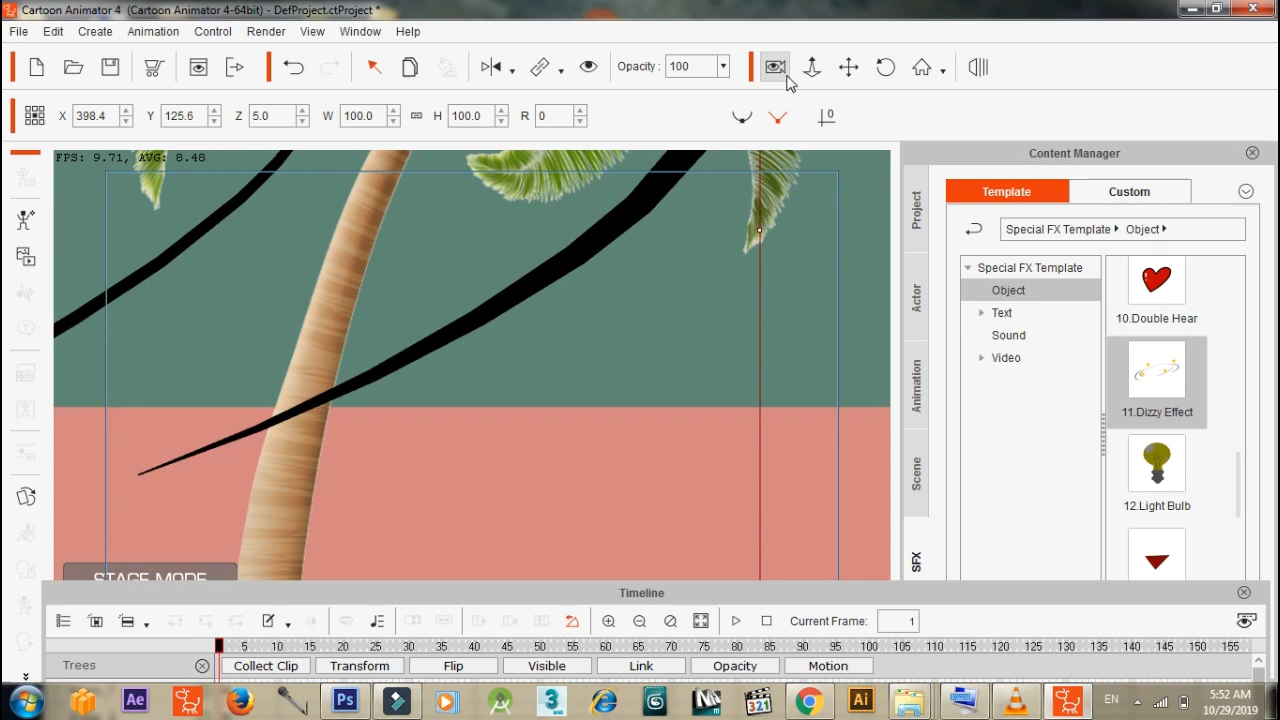 Cartoon Animator 4 (Cartoon Animator 4-64bit) - DefProject.ctProject *
File Edit Create Animation Control Render View Window Help
Opacity : 100
X 398.4 Y 125.6 Z 5.0 W 100.0 H 100.0 R 0
FPS: 9.71, AVG: 8.48
Content Manager
Template Custom
Special FX Template Object
Project
Actor
Animation
Scene
SFX
Special FX Template
Object
Text
Sound
Video
10.Double Hear
11.Dizzy Effect
12.Light Bulb
STAGE MODE
Timeline
Current Frame: 1
5 10 15 20 25 30 35 40 45 50 55 60 65 70 75 80 85 90 95 100 105 110 115 120 125 130 135 140 145 150 155
Trees Collect Clip Transform Flip Visible Link Opacity Motion
Ae Ps 3 321 Ai EN 5:52 AM
10/29/2019